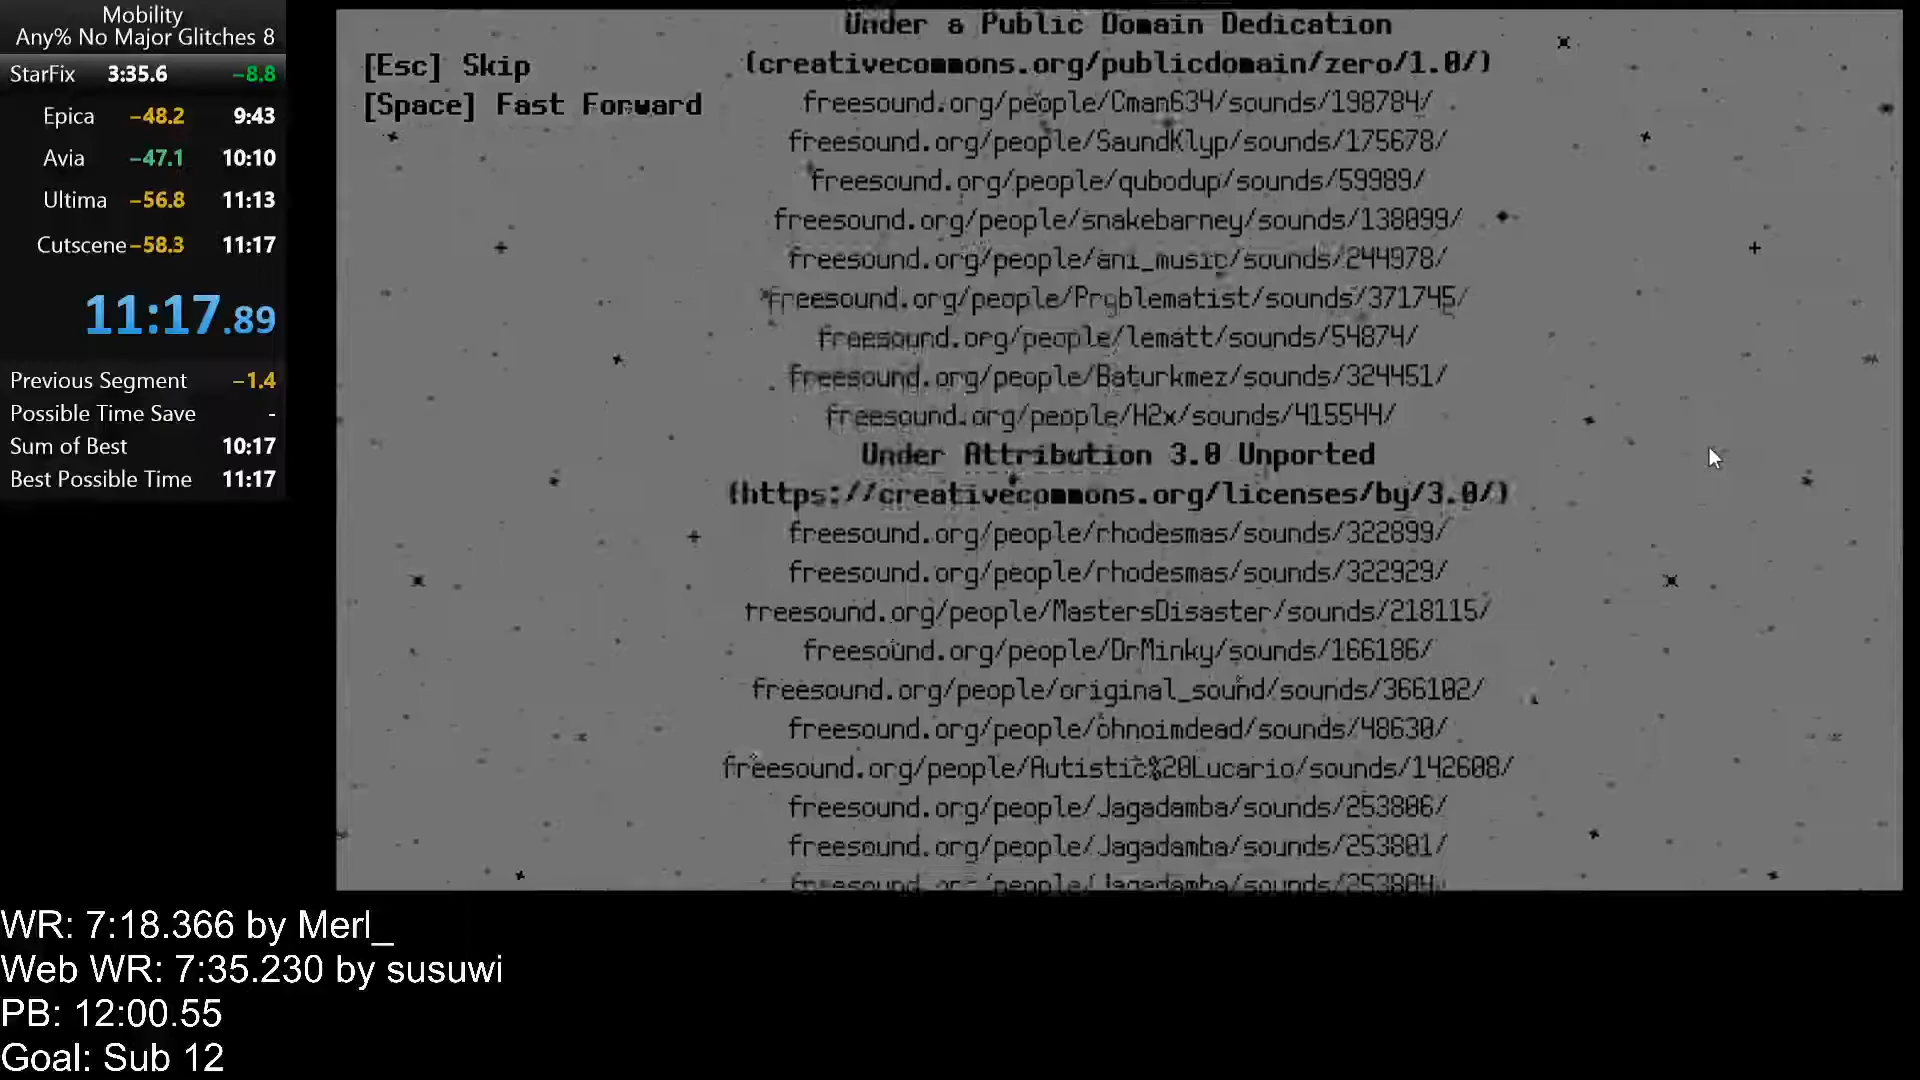 Mobility
Any% No Major Glitches 8
StarFix 3:35.6 −8.8
Epica −48.2 9:43
Avia −47.1 10:10
Ultima −56.8 11:13
Cutscene −58.3 11:17
11:17.89
Previous Segment −1.4
Possible Time Save -
Sum of Best 10:17
Best Possible Time 11:17
[Esc] Skip
[Space] Fast Forward
Under a Public Domain Dedication
(creativecommons.org/publicdomain/zero/1.0/)
freesound.org/people/Cman634/sounds/198784/
freesound.org/people/SaundKlyp/sounds/175678/
freesound.org/people/qubodup/sounds/59989/
freesound.org/people/snakebarney/sounds/138099/
freesound.org/people/ani_music/sounds/244978/
freesound.org/people/Prgblematist/sounds/371745/
freesound.org/people/lematt/sounds/54874/
freesound.org/people/Baturkmez/sounds/324451/
freesound.org/people/H2x/sounds/415544/
Under Attribution 3.0 Unported
(https://creativecommons.org/licenses/by/3.0/)
freesound.org/people/rhodesmas/sounds/322899/
freesound.org/people/rhodesmas/sounds/322929/
freesound.org/people/MastersDisaster/sounds/218115/
freesound.org/people/DrMinky/sounds/166186/
freesound.org/people/original_sound/sounds/366102/
freesound.org/people/ohnoimdead/sounds/48630/
freesound.org/people/Autistic%20Lucario/sounds/142608/
freesound.org/people/Jagadamba/sounds/253806/
freesound.org/people/Jagadamba/sounds/253801/
freesound.org/people/Jagadamba/sounds/253804/
WR: 7:18.366 by Merl_
Web WR: 7:35.230 by susuwi
PB: 12:00.55
Goal: Sub 12